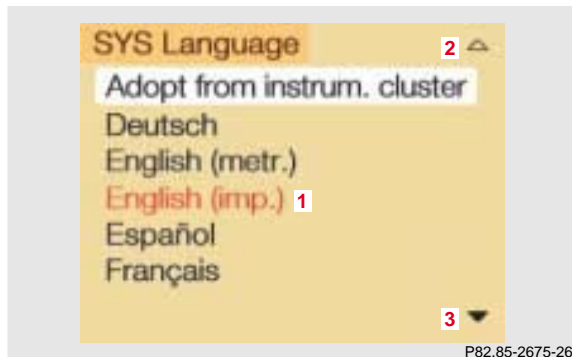 SYS Language 2
Adopt from instrum. cluster
Deutsch
English (metr.)
English (imp.) 1
Español
Français
3
P82.85-2675-26